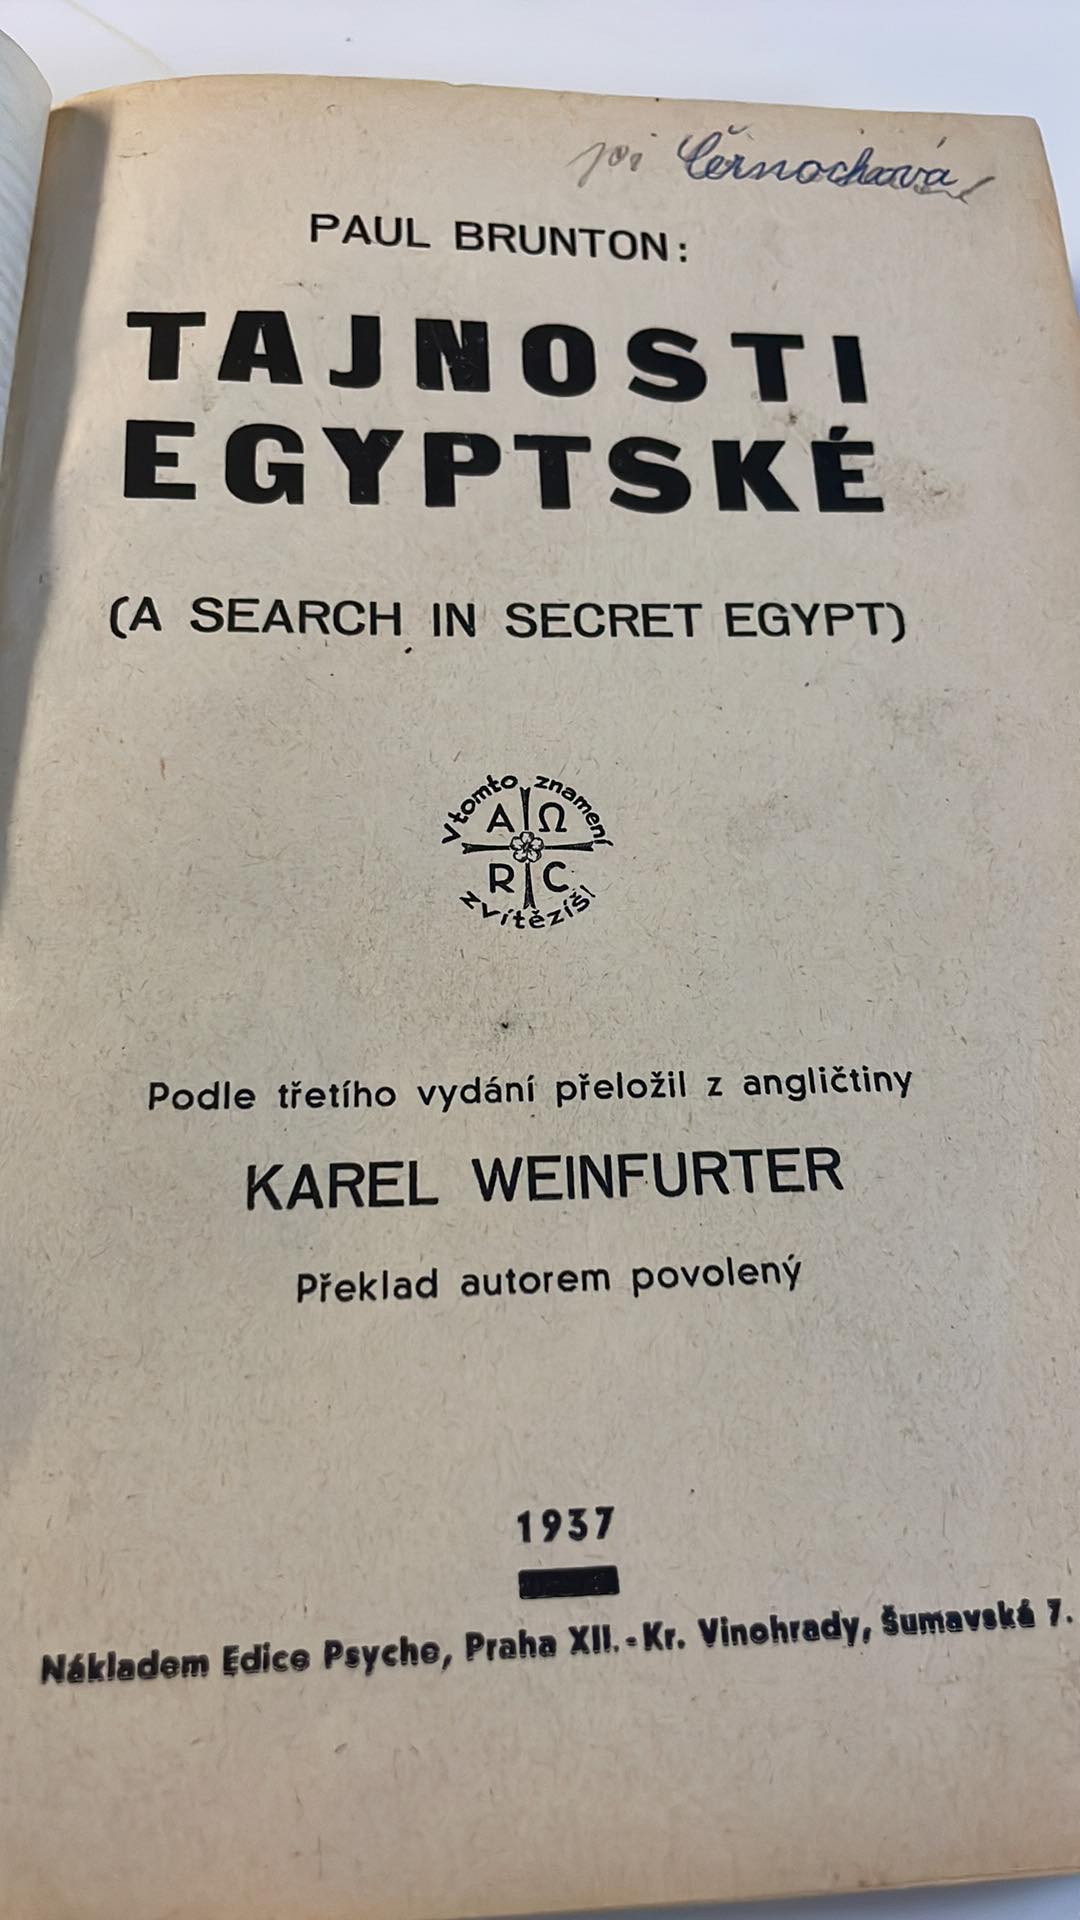 Černochová
PAUL BRUNTON:
TAJNOSTI
EGYPTSKÉ
(A SEARCH IN SECRET EGYPT)
V tomto znamení
A Ω
R C
zvítězíš!
Podle třetího vydání přeložil z angličtiny
KAREL WEINFURTER
Překlad autorem povolený
1937
Nákladem Edice Psyche, Praha XII.-Kr. Vinohrady, Šumavská 7.